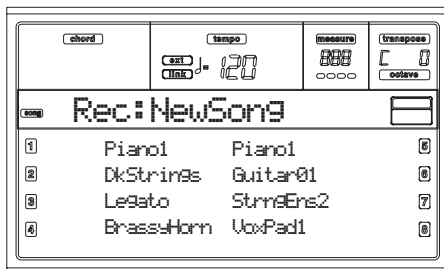 chord tempo measure transpose
ext link ♩= 120 888 C 0
octave
song Rec:NewSong
1 Piano1 Piano1 5
2 DkStrings Guitar01 6
3 Legato StrngEns2 7
4 BrassyHorn VoxPad1 8